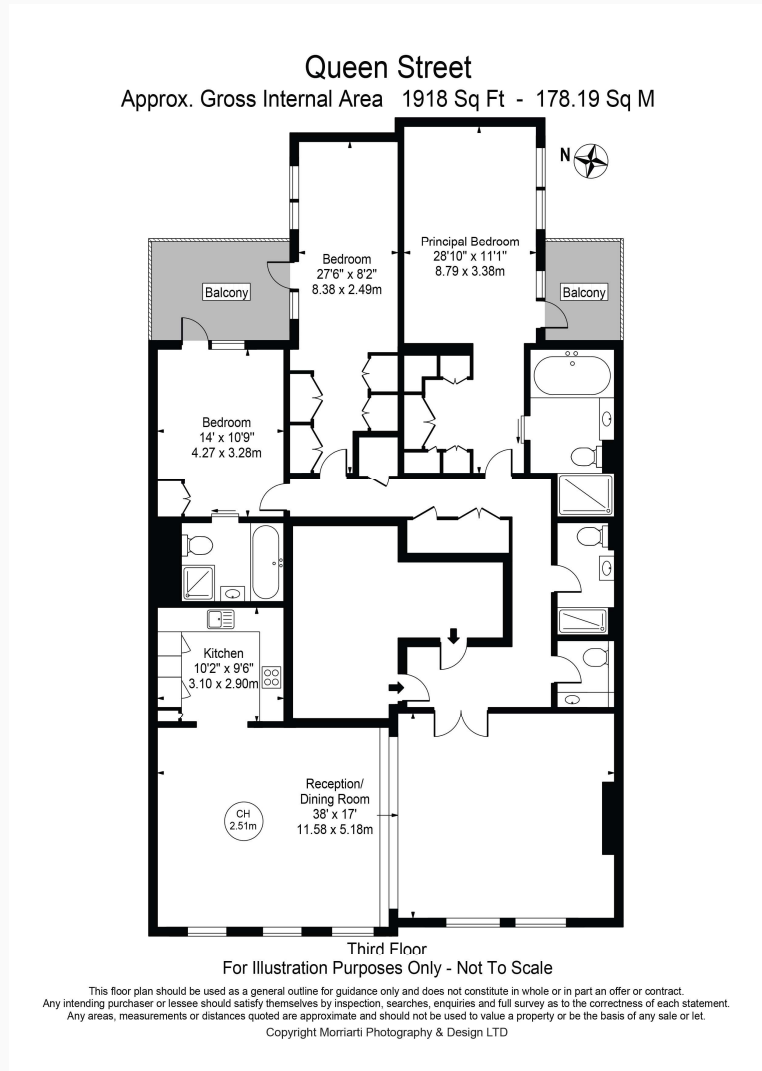 Queen Street
Approx. Gross Internal Area 1918 Sq Ft - 178.19 Sq M
N
Principal Bedroom
28'10" x 11'1"
8.79 x 3.38m
Bedroom
27'6" x 8'2"
8.38 x 2.49m
Balcony
Balcony
Bedroom
14' x 10'9"
4.27 x 3.28m
Kitchen
10'2" x 9'6"
3.10 x 2.90m
Reception/
Dining Room
38' x 17'
11.58 x 5.18m
CH
2.51m
Third Floor
For Illustration Purposes Only - Not To Scale
This floor plan should be used as a general outline for guidance only and does not constitute in whole or in part an offer or contract.
Any intending purchaser or lessee should satisfy themselves by inspection, searches, enquiries and full survey as to the correctness of each statement.
Any areas, measurements or distances quoted are approximate and should not be used to value a property or be the basis of any sale or let.
Copyright Morriarti Photography & Design LTD